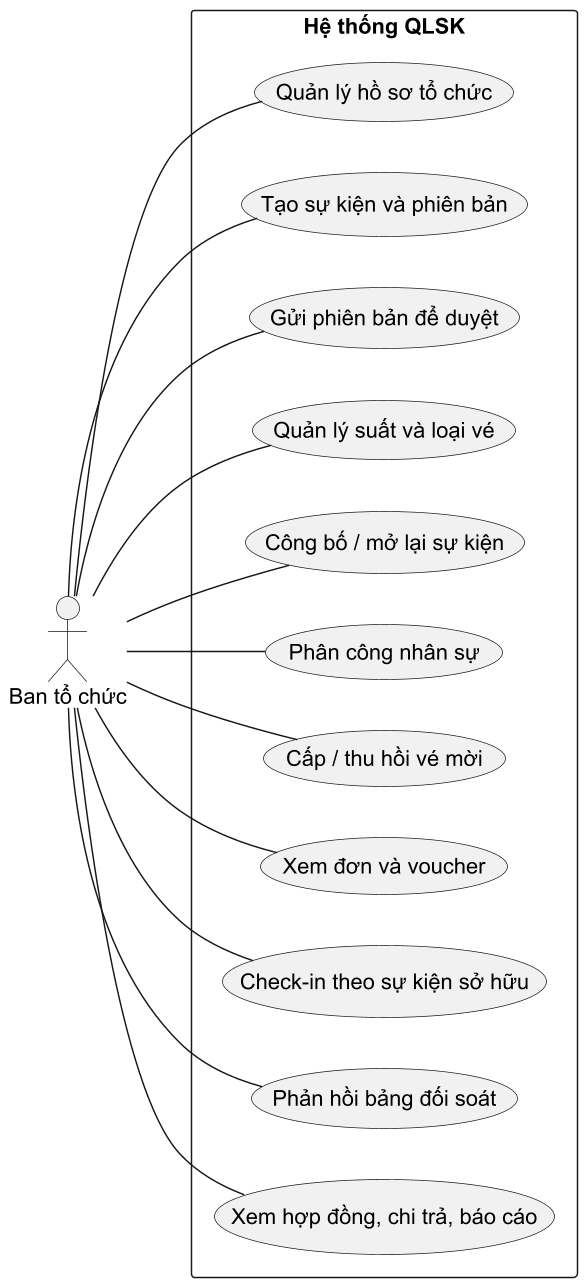 Hệ thống QLSK
Quản lý hồ sơ tổ chức
Tạo sự kiện và phiên bản
Gửi phiên bản để duyệt
Quản lý suất và loại vé
Công bố / mở lại sự kiện
Phân công nhân sự
Ban tổ chức
Cấp / thu hồi vé mời
Xem đơn và voucher
Check-in theo sự kiện sở hữu
Phản hồi bảng đối soát
Xem hợp đồng, chi trả, báo cáo